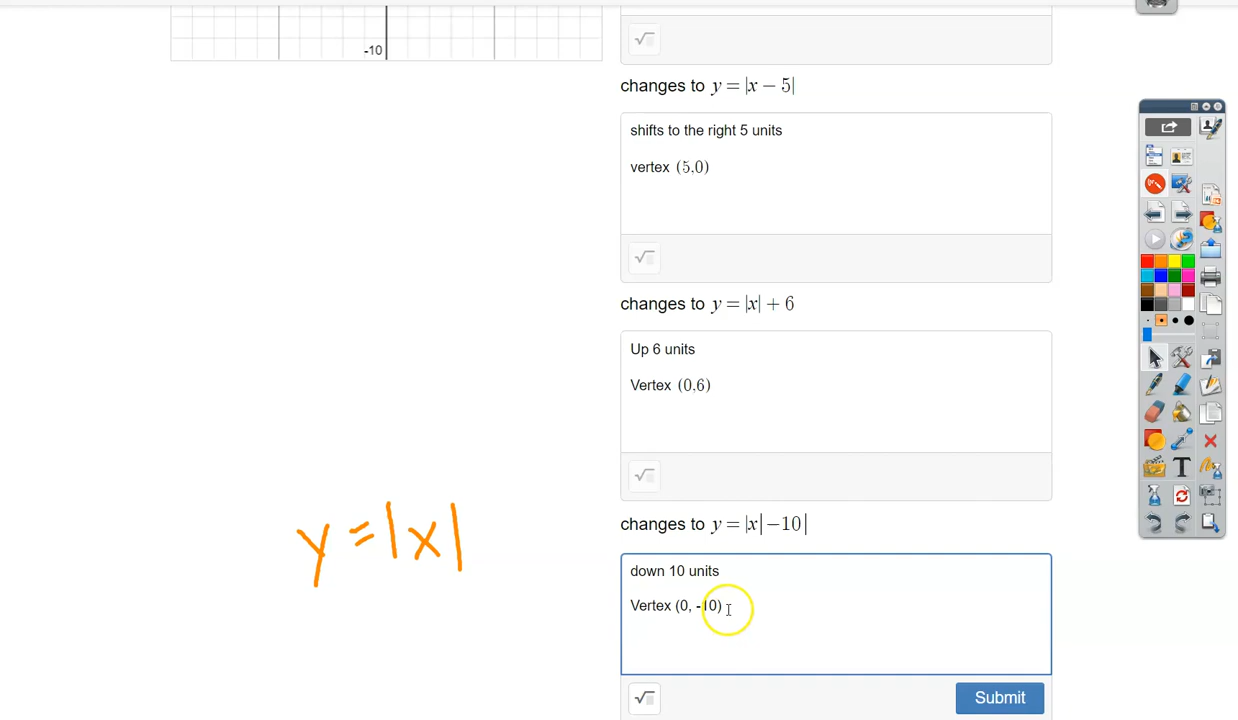 -10
changes to y = |x − 5|
shifts to the right 5 units
vertex (5,0)
changes to y = |x| + 6
Up 6 units
Vertex (0,6)
changes to y = |x| −10|
y = |x|
down 10 units
Vertex (0, -10)
Submit